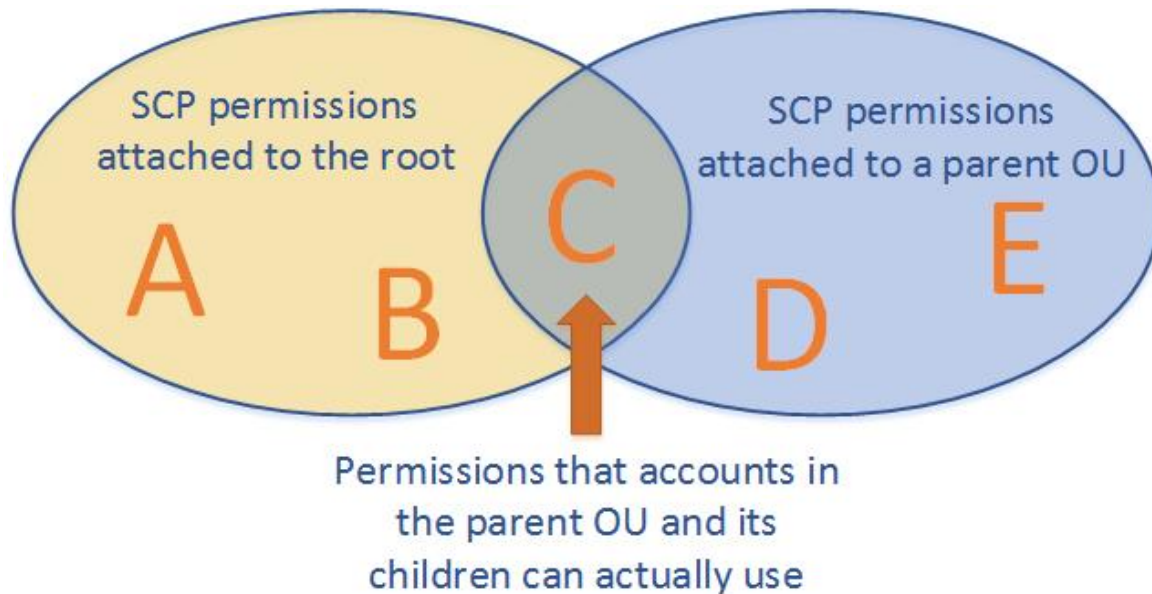 SCP permissions
attached to the root
SCP permissions
attached to a parent OU
A
B
C
D
E
Permissions that accounts in
the parent OU and its
children can actually use